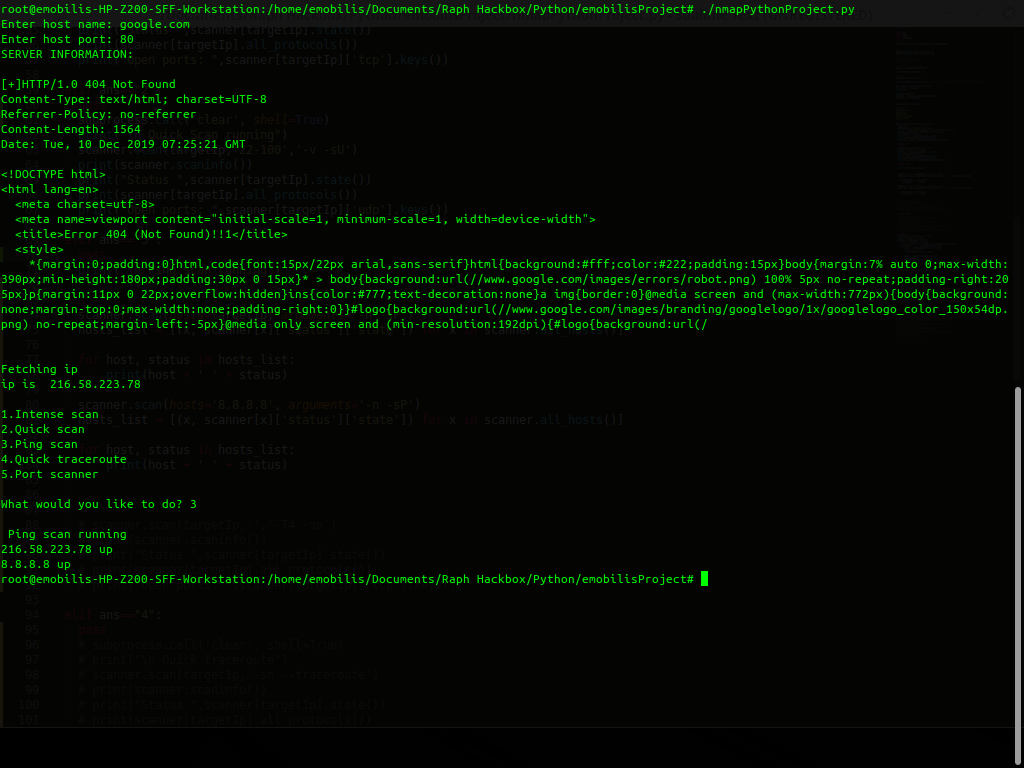 root@emobilis-HP-Z200-SFF-Workstation:/home/emobilis/Documents/Raph Hackbox/Python/emobilisProject# ./nmapPythonProject.py
Enter host name: google.com
Enter host port: 80
SERVER INFORMATION:
[+]HTTP/1.0 404 Not Found
Content-Type: text/html; charset=UTF-8
Referrer-Policy: no-referrer
Content-Length: 1564
Date: Tue, 10 Dec 2019 07:25:21 GMT
<!DOCTYPE html>
<html lang=en>
  <meta charset=utf-8>
  <meta name=viewport content="initial-scale=1, minimum-scale=1, width=device-width">
  <title>Error 404 (Not Found)!!1</title>
  <style>
    *{margin:0;padding:0}html,code{font:15px/22px arial,sans-serif}html{background:#fff;color:#222;padding:15px}body{margin:7% auto 0;max-width:
390px;min-height:180px;padding:30px 0 15px}* > body{background:url(//www.google.com/images/errors/robot.png) 100% 5px no-repeat;padding-right:20
5px}p{margin:11px 0 22px;overflow:hidden}ins{color:#777;text-decoration:none}a img{border:0}@media screen and (max-width:772px){body{background:
none;margin-top:0;max-width:none;padding-right:0}}#logo{background:url(//www.google.com/images/branding/googlelogo/1x/googlelogo_color_150x54dp.
png) no-repeat;margin-left:-5px}@media only screen and (min-resolution:192dpi){#logo{background:url(/
Fetching ip
ip is  216.58.223.78
1.Intense scan
2.Quick scan
3.Ping scan
4.Quick traceroute
5.Port scanner
What would you like to do? 3
 Ping scan running
216.58.223.78 up
8.8.8.8 up
root@emobilis-HP-Z200-SFF-Workstation:/home/emobilis/Documents/Raph Hackbox/Python/emobilisProject#